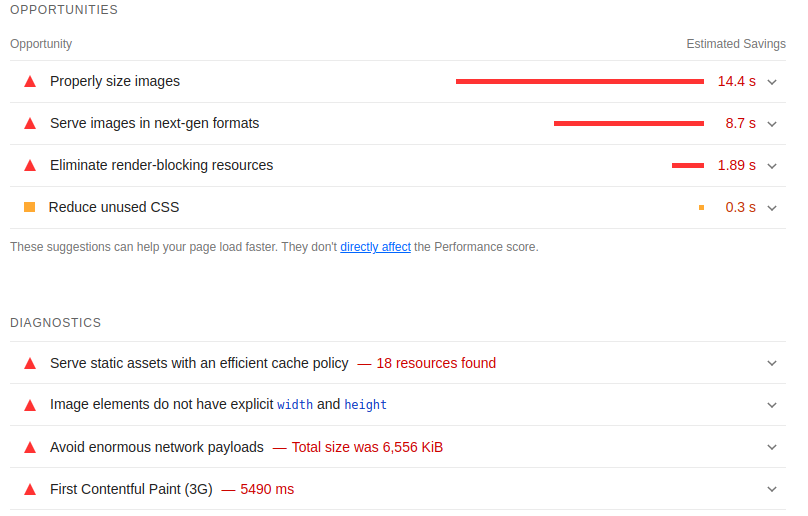 OPPORTUNITIES
Opportunity Estimated Savings
Properly size images 14.4 s
Serve images in next-gen formats 8.7 s
Eliminate render-blocking resources 1.89 s
Reduce unused CSS 0.3 s
These suggestions can help your page load faster. They don't directly affect the Performance score.
DIAGNOSTICS
Serve static assets with an efficient cache policy — 18 resources found
Image elements do not have explicit width and height
Avoid enormous network payloads — Total size was 6,556 KiB
First Contentful Paint (3G) — 5490 ms